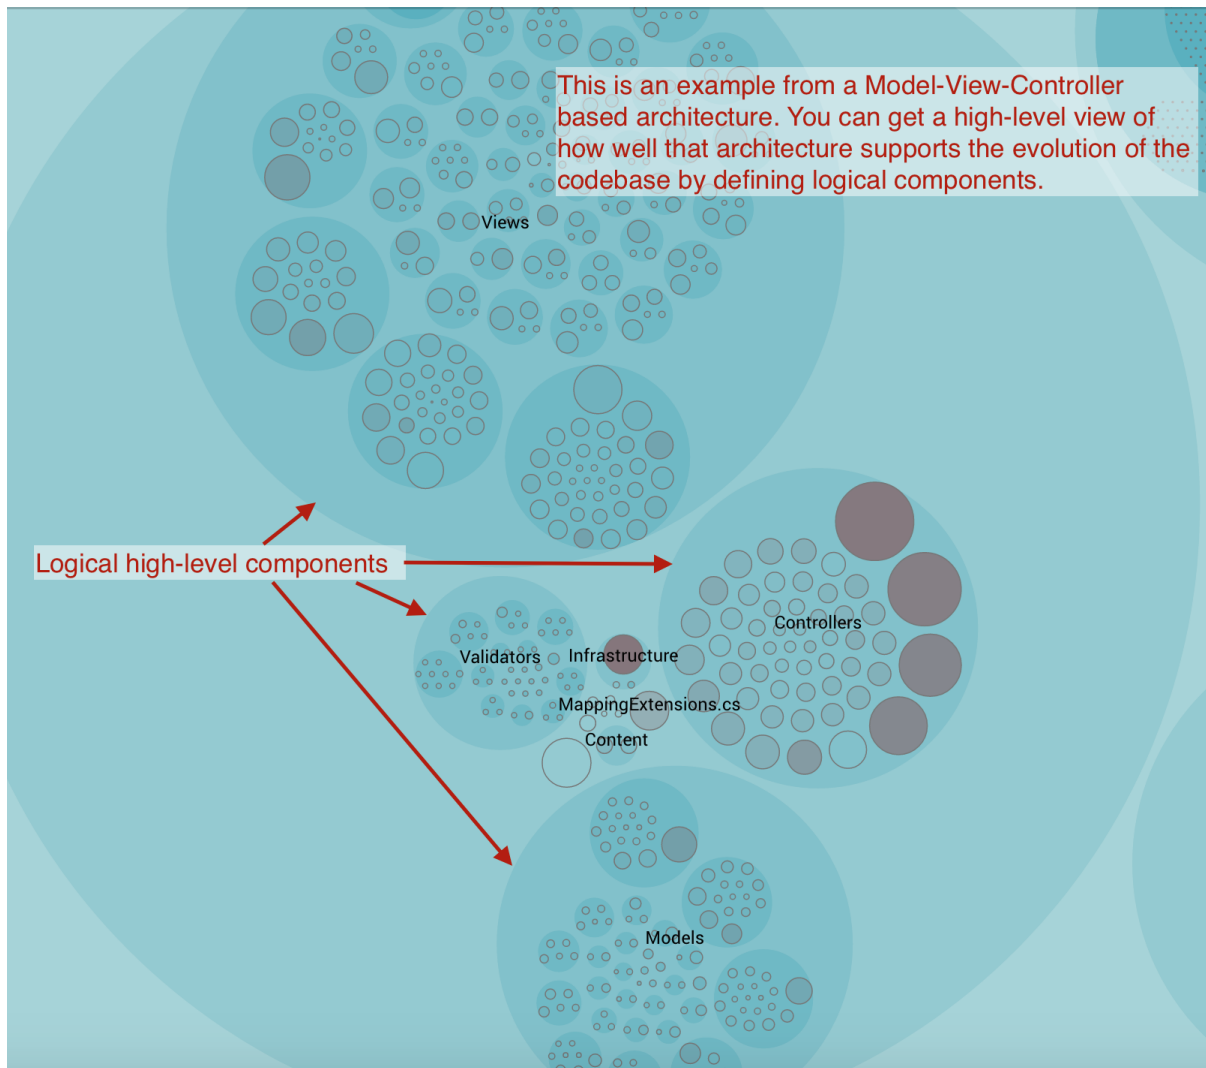 This is an example from a Model-View-Controller
based architecture. You can get a high-level view of
how well that architecture supports the evolution of the
codebase by defining logical components.
Views
Logical high-level components
Controllers
Validators
Infrastructure
MappingExtensions.cs
Content
Models